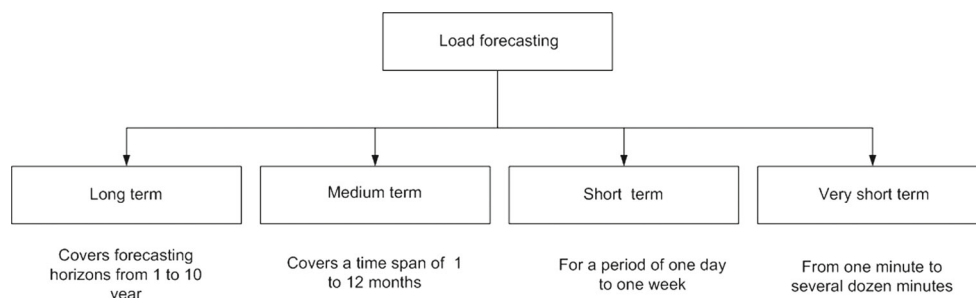 Load forecasting
Long term
Medium term
Short term
Very short term
Covers forecasting
horizons from 1 to 10
year
Covers a time span of 1
to 12 months
For a period of one day
to one week
From one minute to
several dozen minutes